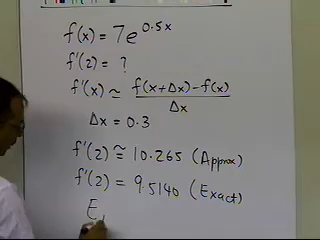 f(x) = 7e^0.5x
f'(2) = ?
f'(x) ≃ f(x+Δx)-f(x) / Δx
Δx = 0.3
f'(2) ≅ 10.265 (Approx)
f'(2) = 9.5140 (Exact)
E